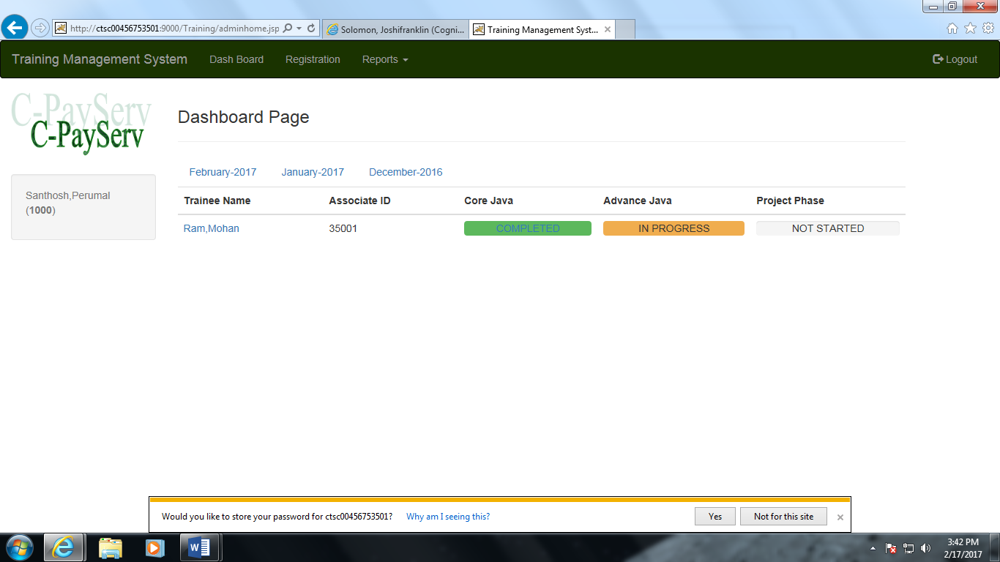 http://ctsc00456753501:9000/Training/adminhome.jsp
Solomon, Joshifranklin (Cogni...
Training Management Syst...
Training Management System Dash Board Registration Reports Logout
C-PayServ
C-PayServ
Dashboard Page
Santhosh,Perumal
(1000)
February-2017 January-2017 December-2016
Trainee Name Associate ID Core Java Advance Java Project Phase
Ram,Mohan 35001 COMPLETED IN PROGRESS NOT STARTED
Would you like to store your password for ctsc00456753501? Why am I seeing this? Yes Not for this site
3:42 PM
2/17/2017